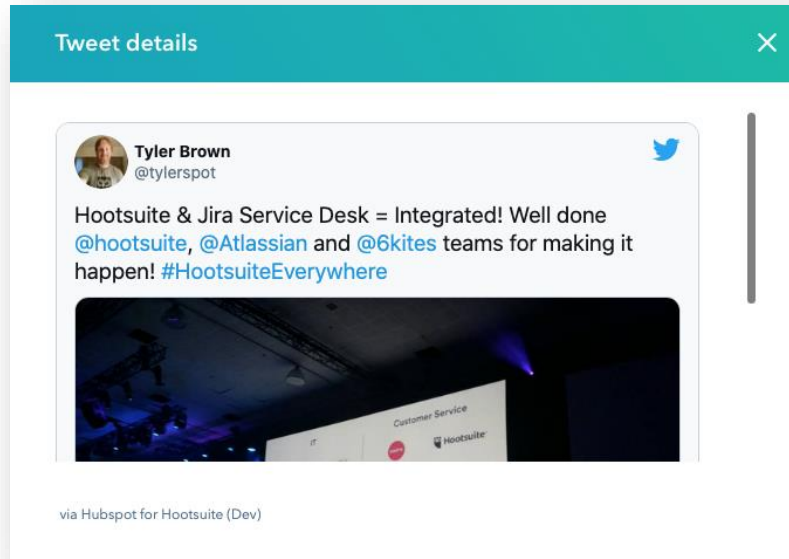 Tweet details
Tyler Brown
@tylerspot
Hootsuite & Jira Service Desk = Integrated! Well done
@hootsuite, @Atlassian and @6kites teams for making it
happen! #HootsuiteEverywhere
Customer Service
IT
Hootsuite
via Hubspot for Hootsuite (Dev)